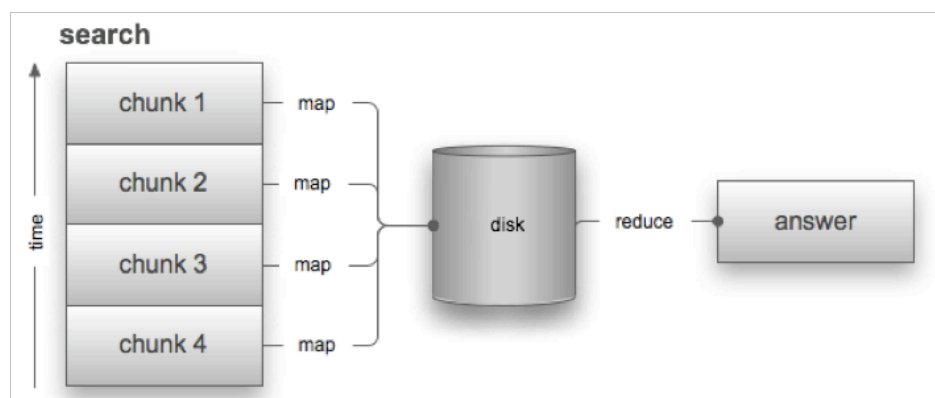 search
chunk 1
map
chunk 2
map
chunk 3
map
chunk 4
map
time
disk
reduce
answer